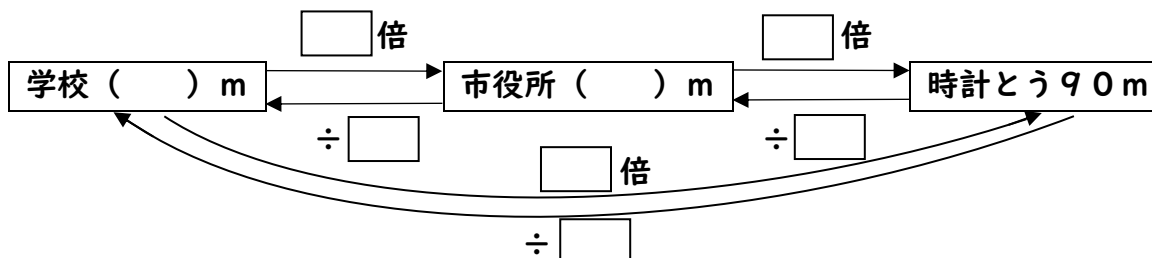 倍 倍
学校（　　）ｍ 市役所（　　）ｍ 時計とう９０ｍ
÷ ÷
倍
÷